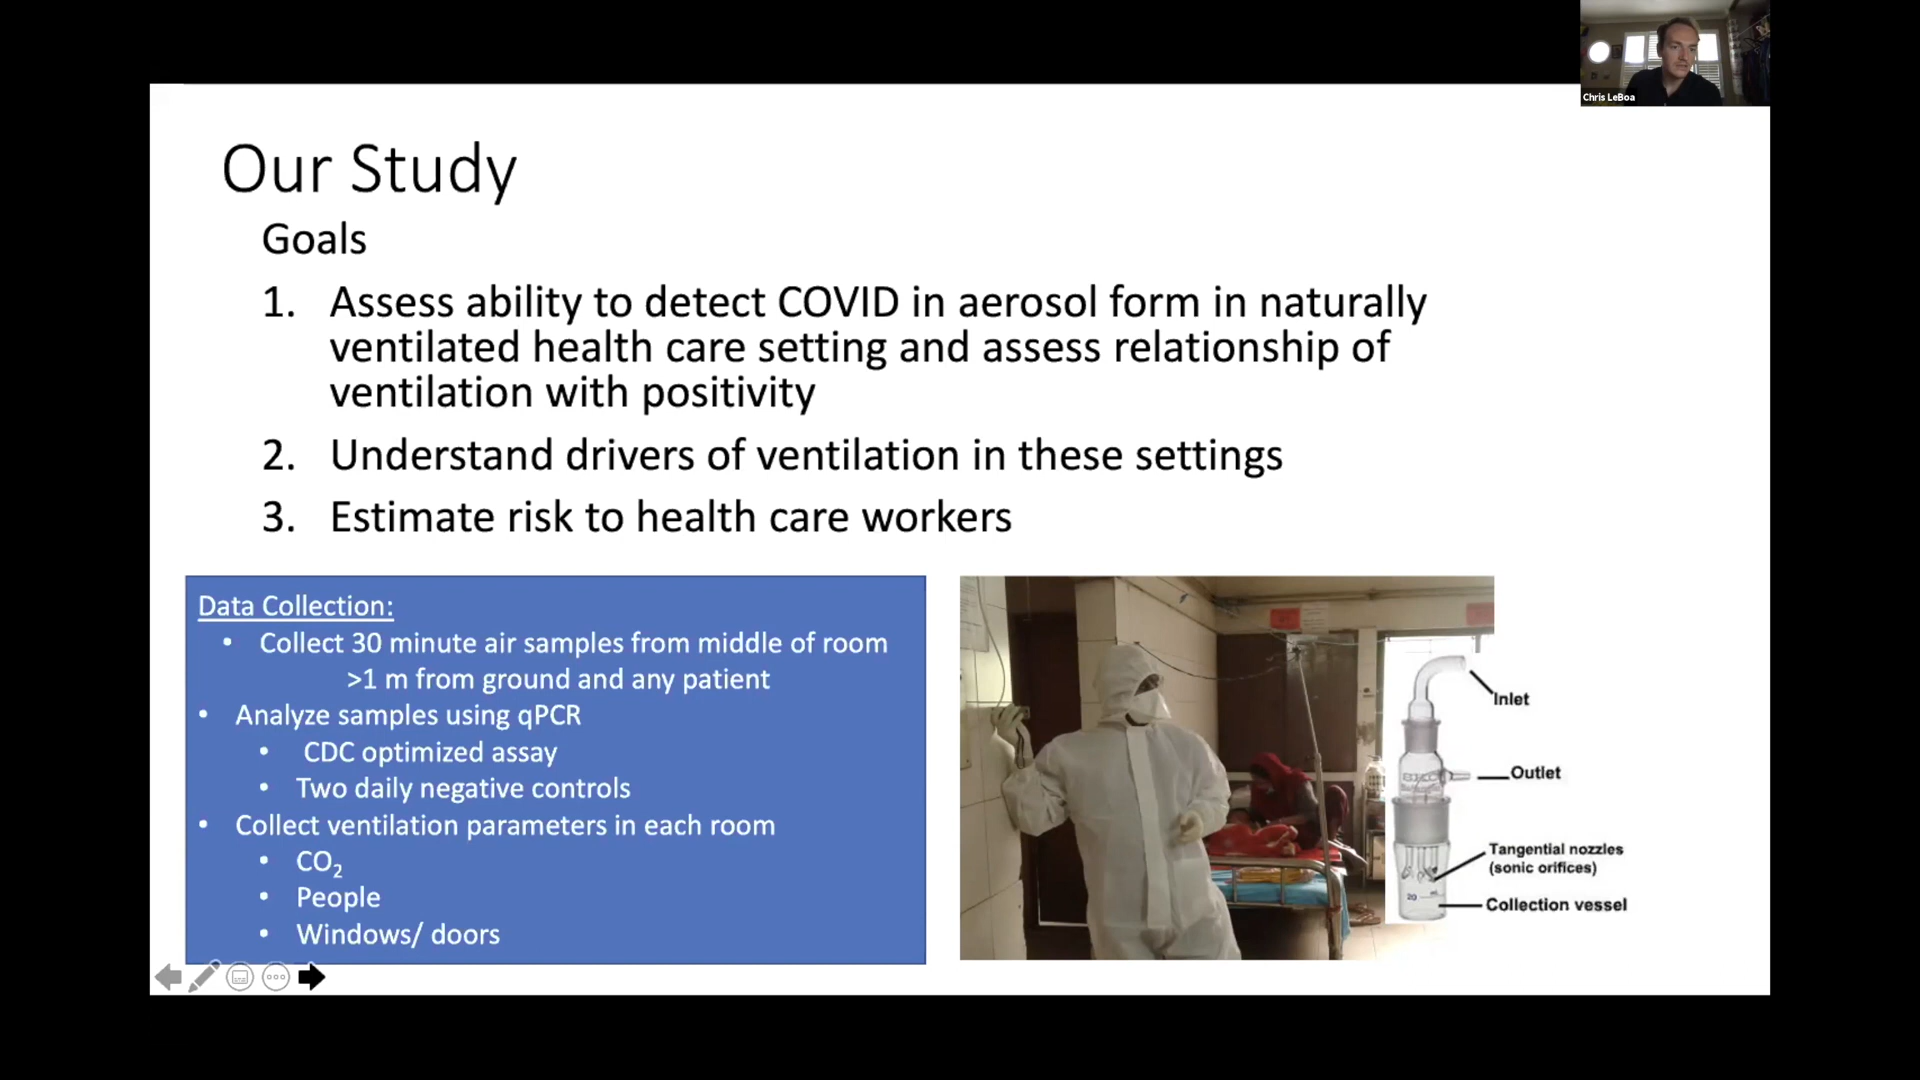 Chris LeBoa
Our Study
Goals
1. Assess ability to detect COVID in aerosol form in naturally
ventilated health care setting and assess relationship of
ventilation with positivity
2. Understand drivers of ventilation in these settings
3. Estimate risk to health care workers
Data Collection:
• Collect 30 minute air samples from middle of room
>1 m from ground and any patient
• Analyze samples using qPCR
• CDC optimized assay
• Two daily negative controls
• Collect ventilation parameters in each room
• CO₂
• People
• Windows/ doors
Inlet
Outlet
Tangential nozzles
(sonic orifices)
20
Collection vessel